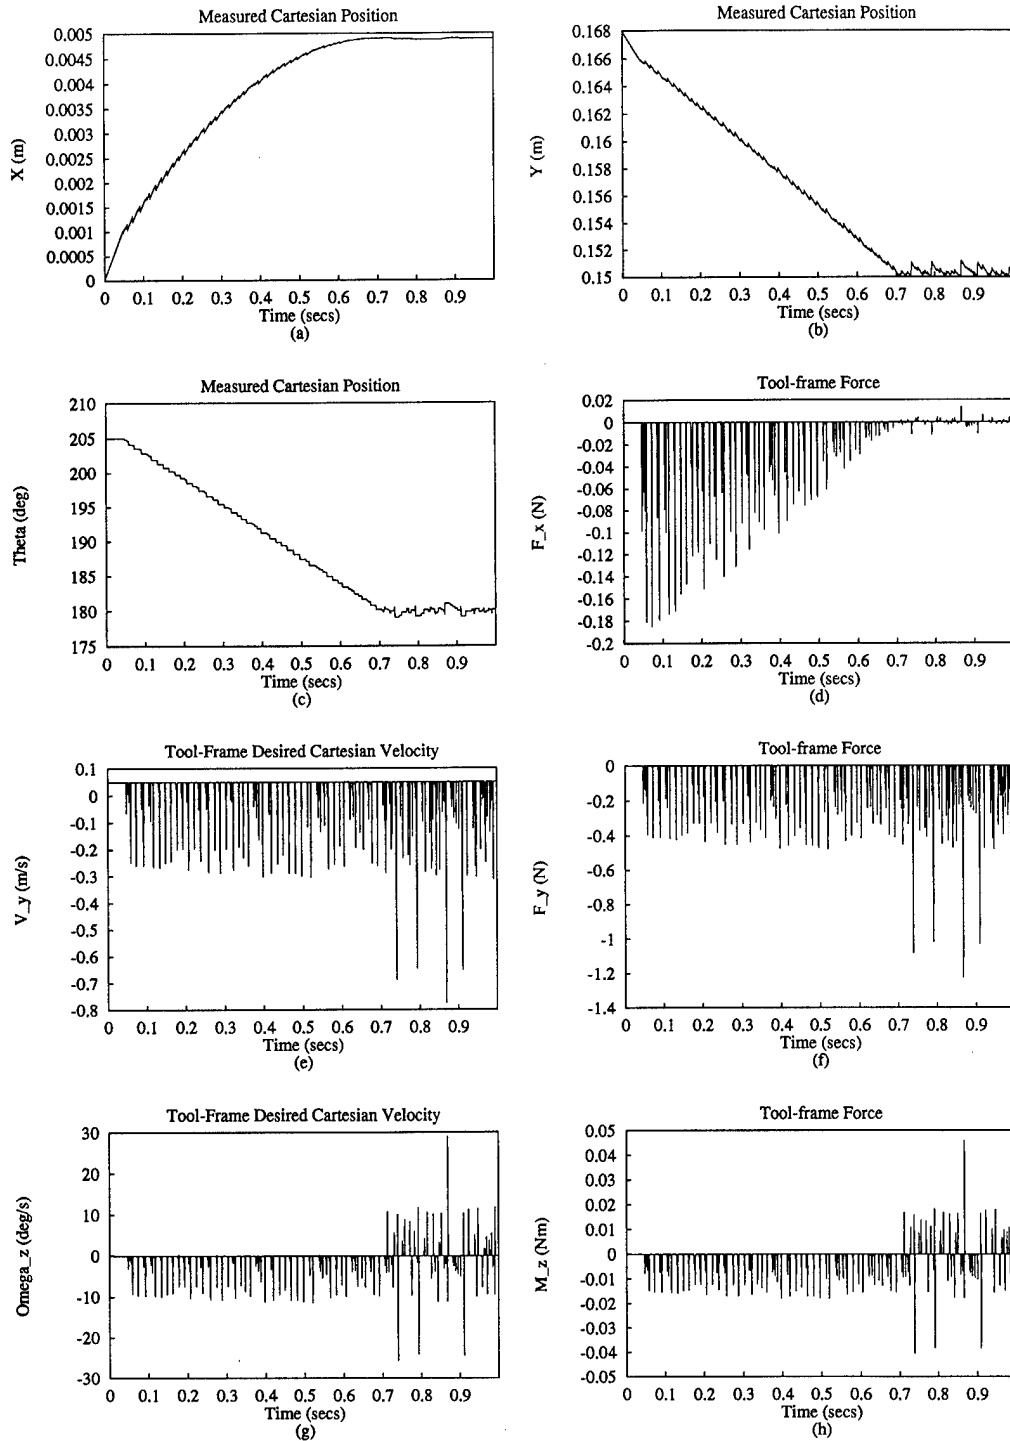 Measured Cartesian Position
0.005
0.0045
0.004
0.0035
0.003
0.0025
0.002
0.0015
0.001
0.0005
0
X (m)
0 0.1 0.2 0.3 0.4 0.5 0.6 0.7 0.8 0.9
Time (secs)
(a)
Measured Cartesian Position
0.168
0.166
0.164
0.162
0.16
0.158
0.156
0.154
0.152
0.15
Y (m)
0 0.1 0.2 0.3 0.4 0.5 0.6 0.7 0.8 0.9
Time (secs)
(b)
Measured Cartesian Position
210
205
200
195
190
185
180
175
Theta (deg)
0 0.1 0.2 0.3 0.4 0.5 0.6 0.7 0.8 0.9
Time (secs)
(c)
Tool-frame Force
0.02
0
-0.02
-0.04
-0.06
-0.08
-0.1
-0.12
-0.14
-0.16
-0.18
-0.2
F_x (N)
0 0.1 0.2 0.3 0.4 0.5 0.6 0.7 0.8 0.9
Time (secs)
(d)
Tool-Frame Desired Cartesian Velocity
0.1
0
-0.1
-0.2
-0.3
-0.4
-0.5
-0.6
-0.7
-0.8
V_y (m/s)
0 0.1 0.2 0.3 0.4 0.5 0.6 0.7 0.8 0.9
Time (secs)
(e)
Tool-frame Force
0
-0.2
-0.4
-0.6
-0.8
-1
-1.2
-1.4
F_y (N)
0 0.1 0.2 0.3 0.4 0.5 0.6 0.7 0.8 0.9
Time (secs)
(f)
Tool-Frame Desired Cartesian Velocity
30
20
10
0
-10
-20
-30
Omega_z (deg/s)
0 0.1 0.2 0.3 0.4 0.5 0.6 0.7 0.8 0.9
Time (secs)
(g)
Tool-frame Force
0.05
0.04
0.03
0.02
0.01
0
-0.01
-0.02
-0.03
-0.04
-0.05
M_z (Nm)
0 0.1 0.2 0.3 0.4 0.5 0.6 0.7 0.8 0.9
Time (secs)
(h)